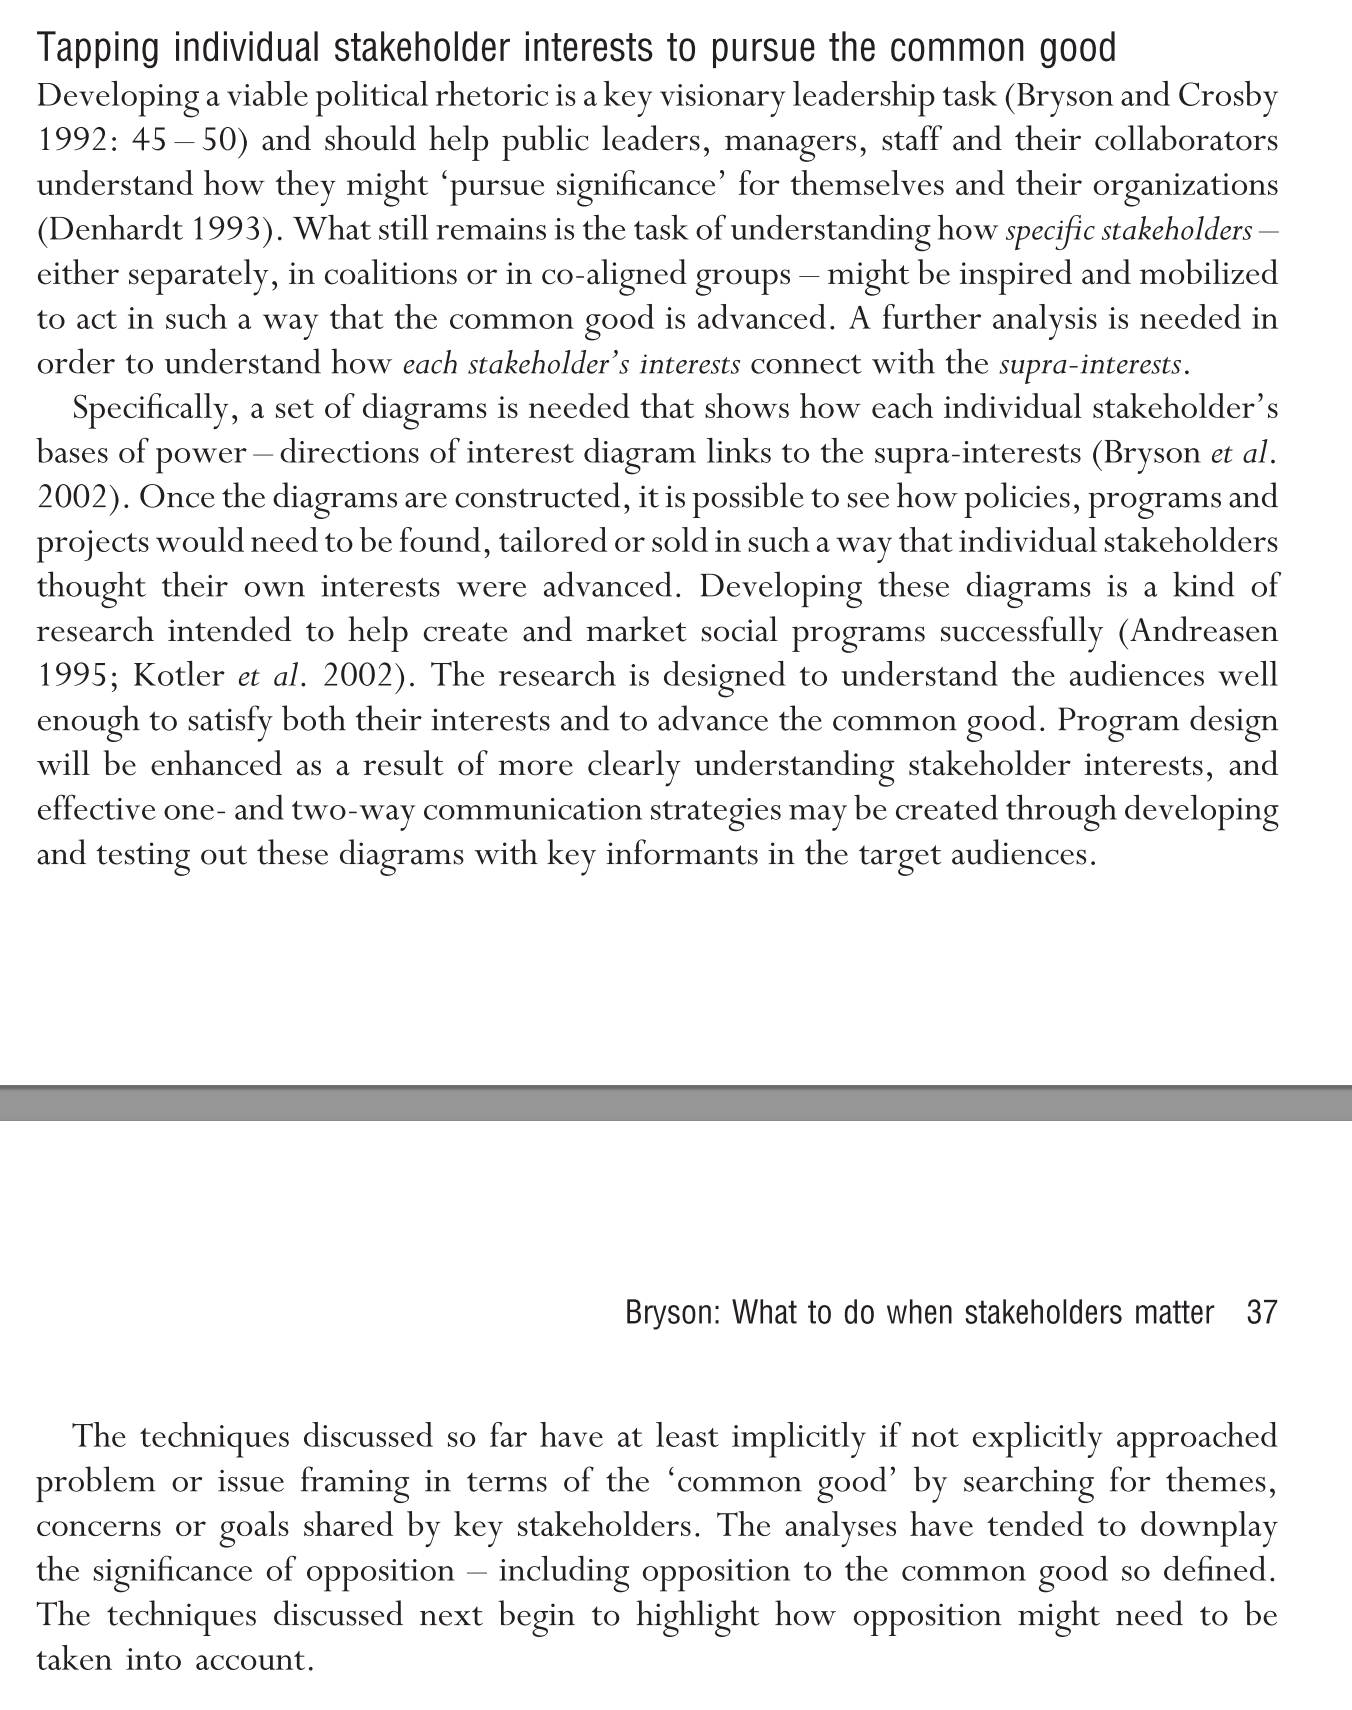 Tapping individual stakeholder interests to pursue the common good
Developing a viable political rhetoric is a key visionary leadership task (Bryson and Crosby
1992: 45 – 50) and should help public leaders, managers, staff and their collaborators
understand how they might ‘pursue significance’ for themselves and their organizations
(Denhardt 1993). What still remains is the task of understanding how specific stakeholders –
either separately, in coalitions or in co-aligned groups – might be inspired and mobilized
to act in such a way that the common good is advanced. A further analysis is needed in
order to understand how each stakeholder’s interests connect with the supra-interests.
Specifically, a set of diagrams is needed that shows how each individual stakeholder’s
bases of power – directions of interest diagram links to the supra-interests (Bryson et al.
2002). Once the diagrams are constructed, it is possible to see how policies, programs and
projects would need to be found, tailored or sold in such a way that individual stakeholders
thought their own interests were advanced. Developing these diagrams is a kind of
research intended to help create and market social programs successfully (Andreasen
1995; Kotler et al. 2002). The research is designed to understand the audiences well
enough to satisfy both their interests and to advance the common good. Program design
will be enhanced as a result of more clearly understanding stakeholder interests, and
effective one- and two-way communication strategies may be created through developing
and testing out these diagrams with key informants in the target audiences.
Bryson: What to do when stakeholders matter 37
The techniques discussed so far have at least implicitly if not explicitly approached
problem or issue framing in terms of the ‘common good’ by searching for themes,
concerns or goals shared by key stakeholders. The analyses have tended to downplay
the significance of opposition – including opposition to the common good so defined.
The techniques discussed next begin to highlight how opposition might need to be
taken into account.